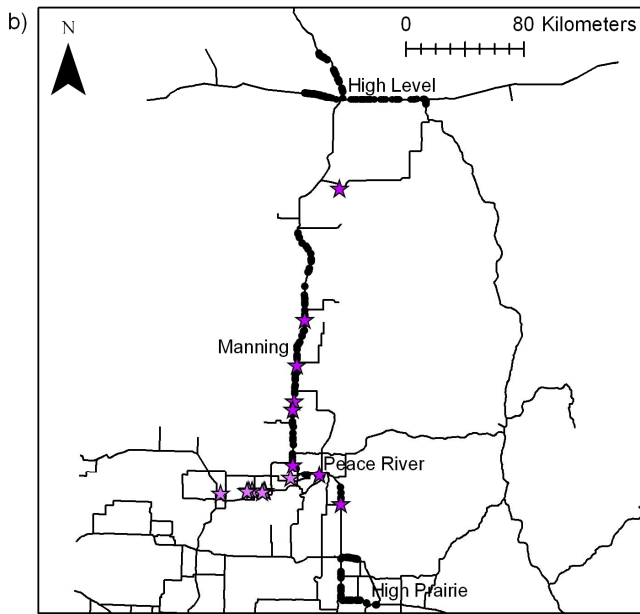 b)
N
0 80 Kilometers
High Level
Manning
Peace River
High Prairie